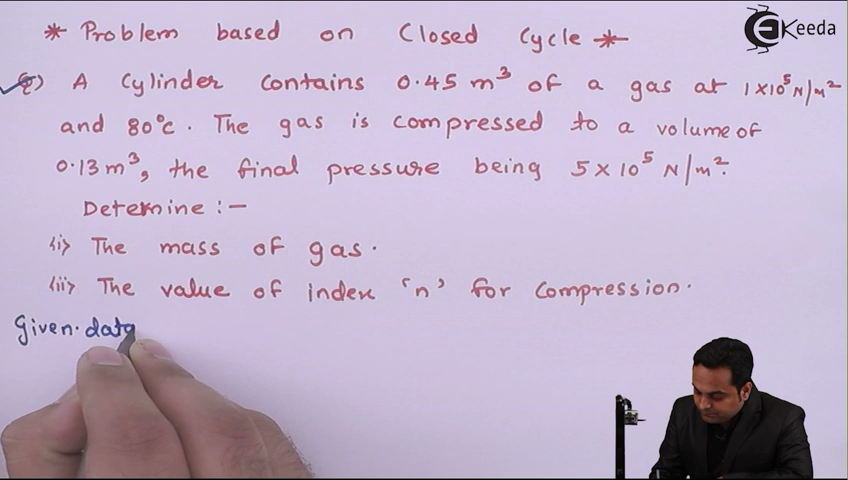 * Problem based on Closed Cycle *
EKeeda
Q) A Cylinder Contains 0.45 m³ of a gas at 1×10⁵ N/m²
and 80°c. The gas is compressed to a volume of
0.13 m³, the final pressure being 5×10⁵ N/m².
Detemine :-
(i) The mass of gas.
(ii) The value of index 'n' for compression.
Given data